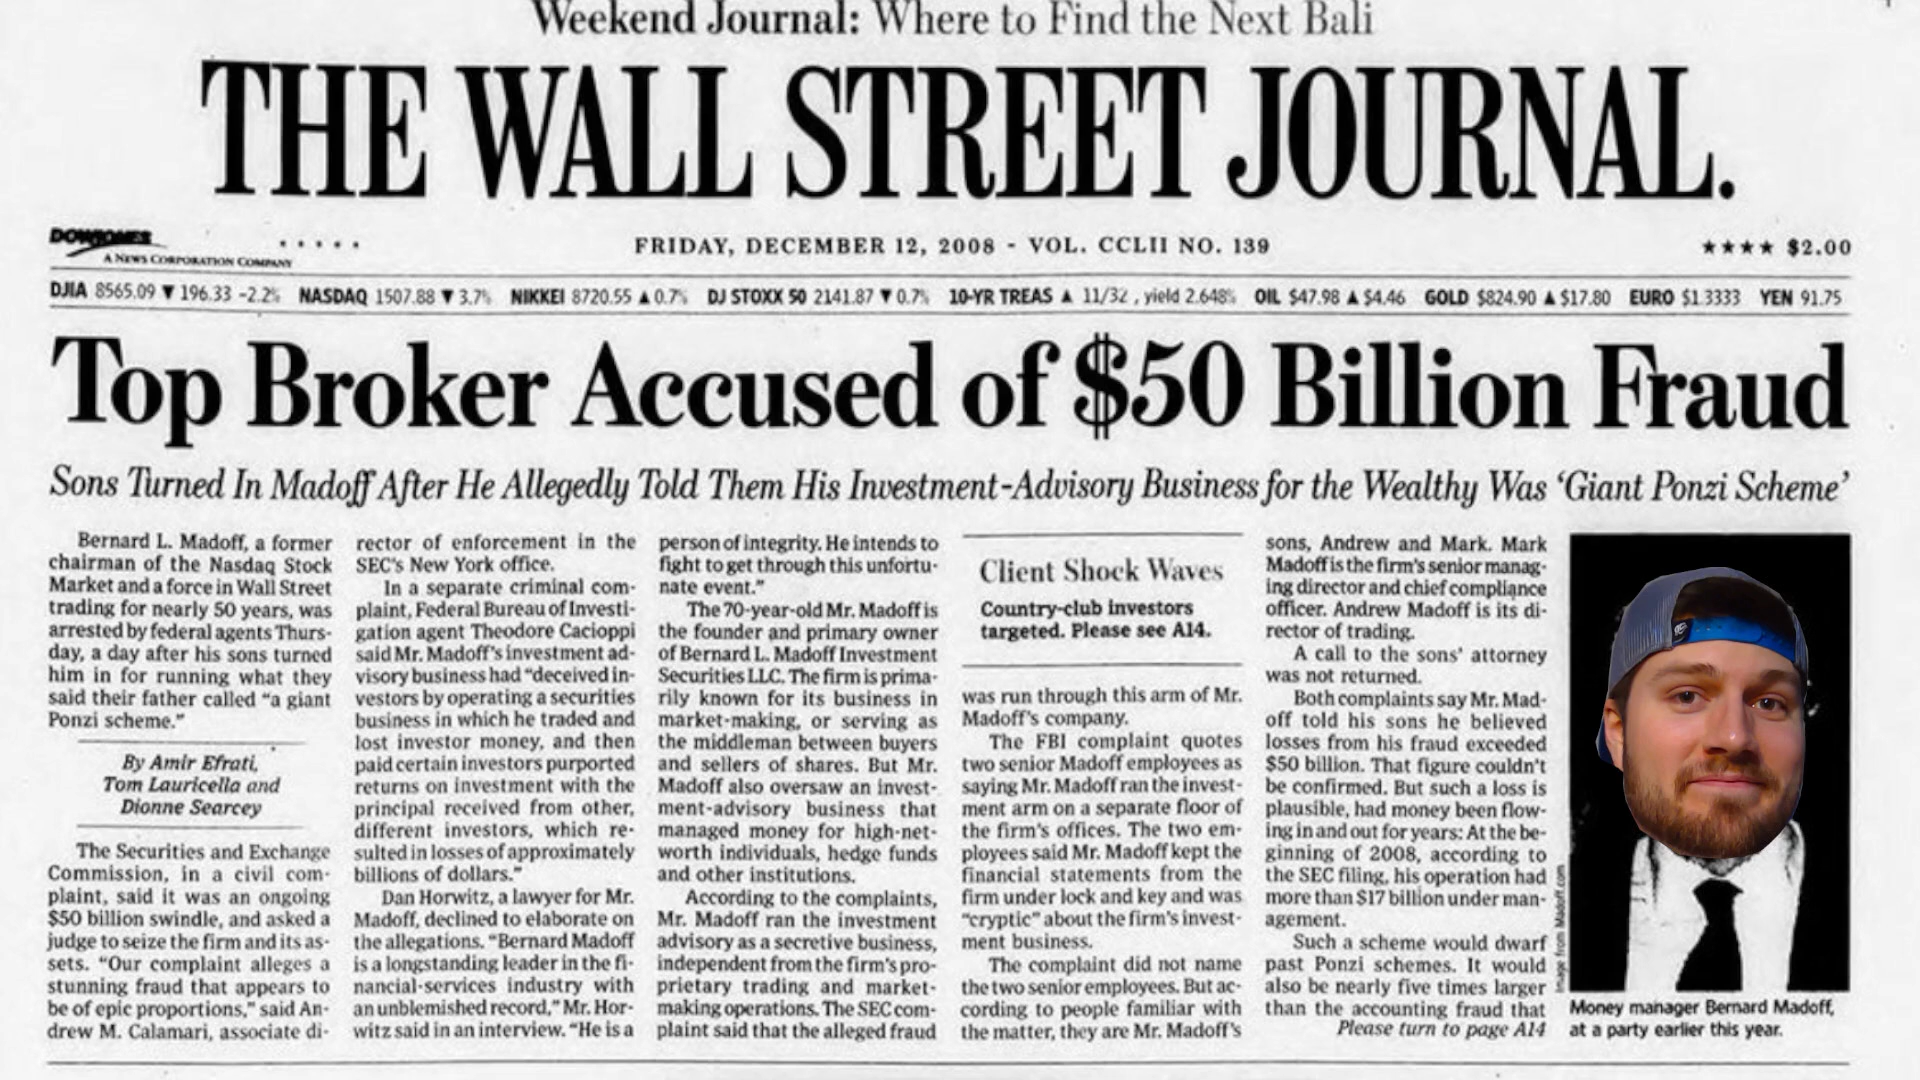 Weekend Journal: Where to Find the Next Bali
THE WALL STREET JOURNAL.
DOWJONES
A NEWS CORPORATION COMPANY
FRIDAY, DECEMBER 12, 2008 - VOL. CCLII NO. 139
★★★★ $2.00
DJIA 8565.09 ▼ 196.33 -2.2% NASDAQ 1507.88 ▼ 3.7% NIKKEI 8720.55 ▲ 0.7% DJ STOXX 50 2141.87 ▼ 0.7% 10-YR TREAS ▲ 11/32 , yield 2.648% OIL $47.98 ▲ $4.46 GOLD $824.90 ▲ $17.80 EURO $1.3333 YEN 91.75
Top Broker Accused of $50 Billion Fraud
Sons Turned In Madoff After He Allegedly Told Them His Investment-Advisory Business for the Wealthy Was ‘Giant Ponzi Scheme’
Bernard L. Madoff, a former
chairman of the Nasdaq Stock
Market and a force in Wall Street
trading for nearly 50 years, was
arrested by federal agents Thurs-
day, a day after his sons turned
him in for running what they
said their father called “a giant
Ponzi scheme.”
By Amir Efrati,
Tom Lauricella and
Dionne Searcey
The Securities and Exchange
Commission, in a civil com-
plaint, said it was an ongoing
$50 billion swindle, and asked a
judge to seize the firm and its as-
sets. “Our complaint alleges a
stunning fraud that appears to
be of epic proportions,” said An-
drew M. Calamari, associate di-
rector of enforcement in the
SEC’s New York office.
In a separate criminal com-
plaint, Federal Bureau of Investi-
gation agent Theodore Cacioppi
said Mr. Madoff’s investment ad-
visory business had “deceived in-
vestors by operating a securities
business in which he traded and
lost investor money, and then
paid certain investors purported
returns on investment with the
principal received from other,
different investors, which re-
sulted in losses of approximately
billions of dollars.”
Dan Horwitz, a lawyer for Mr.
Madoff, declined to elaborate on
the allegations. “Bernard Madoff
is a longstanding leader in the fi-
nancial-services industry with
an unblemished record,” Mr. Hor-
witz said in an interview. “He is a
person of integrity. He intends to
fight to get through this unfortu-
nate event.”
The 70-year-old Mr. Madoff is
the founder and primary owner
of Bernard L. Madoff Investment
Securities LLC. The firm is prima-
rily known for its business in
market-making, or serving as
the middleman between buyers
and sellers of shares. But Mr.
Madoff also oversaw an invest-
ment-advisory business that
managed money for high-net-
worth individuals, hedge funds
and other institutions.
According to the complaints,
Mr. Madoff ran the investment
advisory as a secretive business,
independent from the firm’s pro-
prietary trading and market-
making operations. The SEC com-
plaint said that the alleged fraud
Client Shock Waves
Country-club investors
targeted. Please see A14.
was run through this arm of Mr.
Madoff’s company.
The FBI complaint quotes
two senior Madoff employees as
saying Mr. Madoff ran the invest-
ment arm on a separate floor of
the firm’s offices. The two em-
ployees said Mr. Madoff kept the
financial statements from the
firm under lock and key and was
“cryptic” about the firm’s invest-
ment business.
The complaint did not name
the two senior employees. But ac-
cording to people familiar with
the matter, they are Mr. Madoff’s
sons, Andrew and Mark. Mark
Madoff is the firm’s senior manag-
ing director and chief compliance
officer. Andrew Madoff is its di-
rector of trading.
A call to the sons’ attorney
was not returned.
Both complaints say Mr. Mad-
off told his sons he believed
losses from his fraud exceeded
$50 billion. That figure couldn’t
be confirmed. But such a loss is
plausible, had money been flow-
ing in and out for years: At the be-
ginning of 2008, according to
the SEC filing, his operation had
more than $17 billion under man-
agement.
Such a scheme would dwarf
past Ponzi schemes. It would
also be nearly five times larger
than the accounting fraud that
Please turn to page A14
Image from Madoff.com
Money manager Bernard Madoff,
at a party earlier this year.